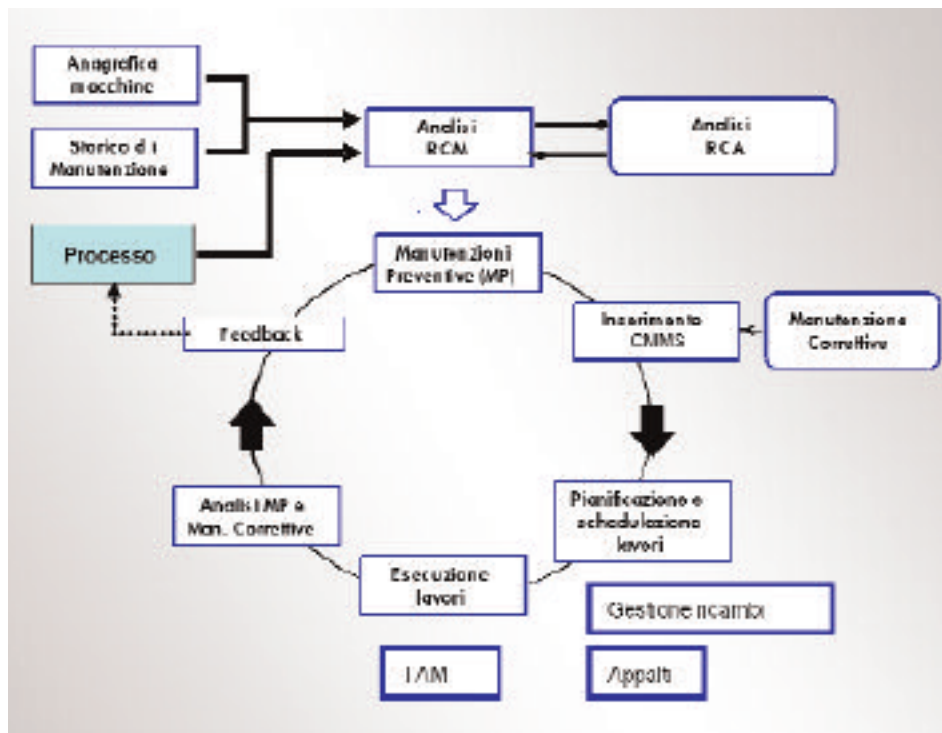 Anagrafica
macchine
Analisi
RCM
Analisi
RCA
Storico di
Manutenzione
Processo
Manutenzioni
Preventive (MP)
Feedback
Inserimento
Manutenzione
Correttive
Analisi MP e
Man. Correttive
Pianificazione e
schedulazione
lavori
Esecuzione
lavori
Gestione ricambi
Appalti